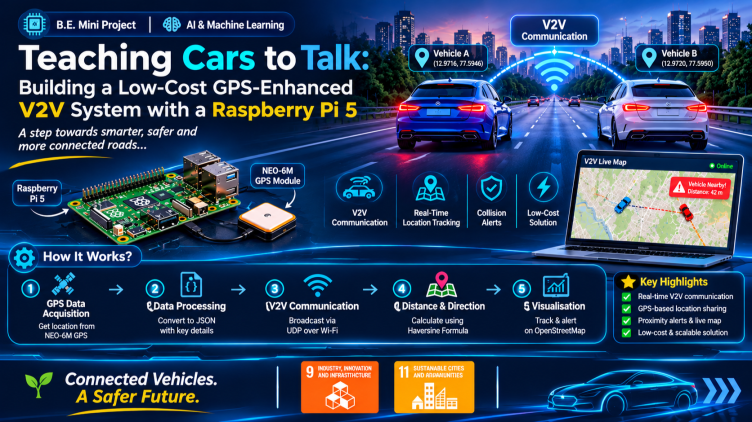 B.E. Mini Project
AI & Machine Learning
Teaching Cars to Talk:
Building a Low-Cost GPS-Enhanced
V2V System with a Raspberry Pi 5
A step towards smarter, safer and
more connected roads...
V2V
Communication
Vehicle A
(12.9716, 77.5946)
Vehicle B
(12.9720, 77.5950)
Raspberry
Pi 5
NEO-6M
GPS Module
V2V
Communication
Real-Time
Location Tracking
Collision
Alerts
Low-Cost
Solution
V2V Live Map
Online
Vehicle Nearby!
Distance: 42 m
How It Works?
1
GPS Data
Acquisition
Get location from
NEO-6M GPS
2
Data Processing
Convert to JSON
with key details
3
V2V Communication
Broadcast via
UDP over Wi-Fi
4
Distance & Direction
Calculate using
Haversine Formula
5
Visualisation
Track & alert
on OpenStreetMap
Key Highlights
Real-time V2V communication
GPS-based location sharing
Proximity alerts & live map
Low-cost & scalable solution
Connected Vehicles.
A Safer Future.
9 INDUSTRY, INNOVATION
AND INFRASTRUCTURE
11 SUSTAINABLE CITIES